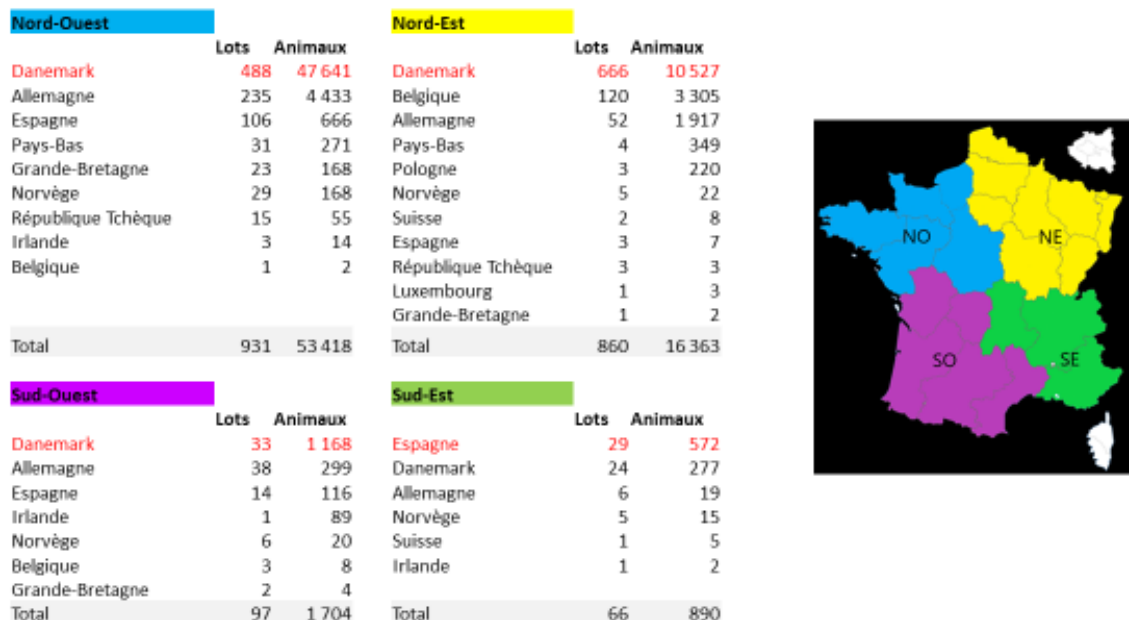 Nord-Ouest
Lots Animaux
Danemark 488 47 641
Allemagne 235 4 433
Espagne 106 666
Pays-Bas 31 271
Grande-Bretagne 23 168
Norvège 29 168
République Tchèque 15 55
Irlande 3 14
Belgique 1 2
Total 931 53 418
Nord-Est
Lots Animaux
Danemark 666 10 527
Belgique 120 3 305
Allemagne 52 1 917
Pays-Bas 4 349
Pologne 3 220
Norvège 5 22
Suisse 2 8
Espagne 3 7
République Tchèque 3 3
Luxembourg 1 3
Grande-Bretagne 1 2
Total 860 16 363
Sud-Ouest
Lots Animaux
Danemark 33 1 168
Allemagne 38 299
Espagne 14 116
Irlande 1 89
Norvège 6 20
Belgique 3 8
Grande-Bretagne 2 4
Total 97 1 704
Sud-Est
Lots Animaux
Espagne 29 572
Danemark 24 277
Allemagne 6 19
Norvège 5 15
Suisse 1 5
Irlande 1 2
Total 66 890
NO NE
SO SE